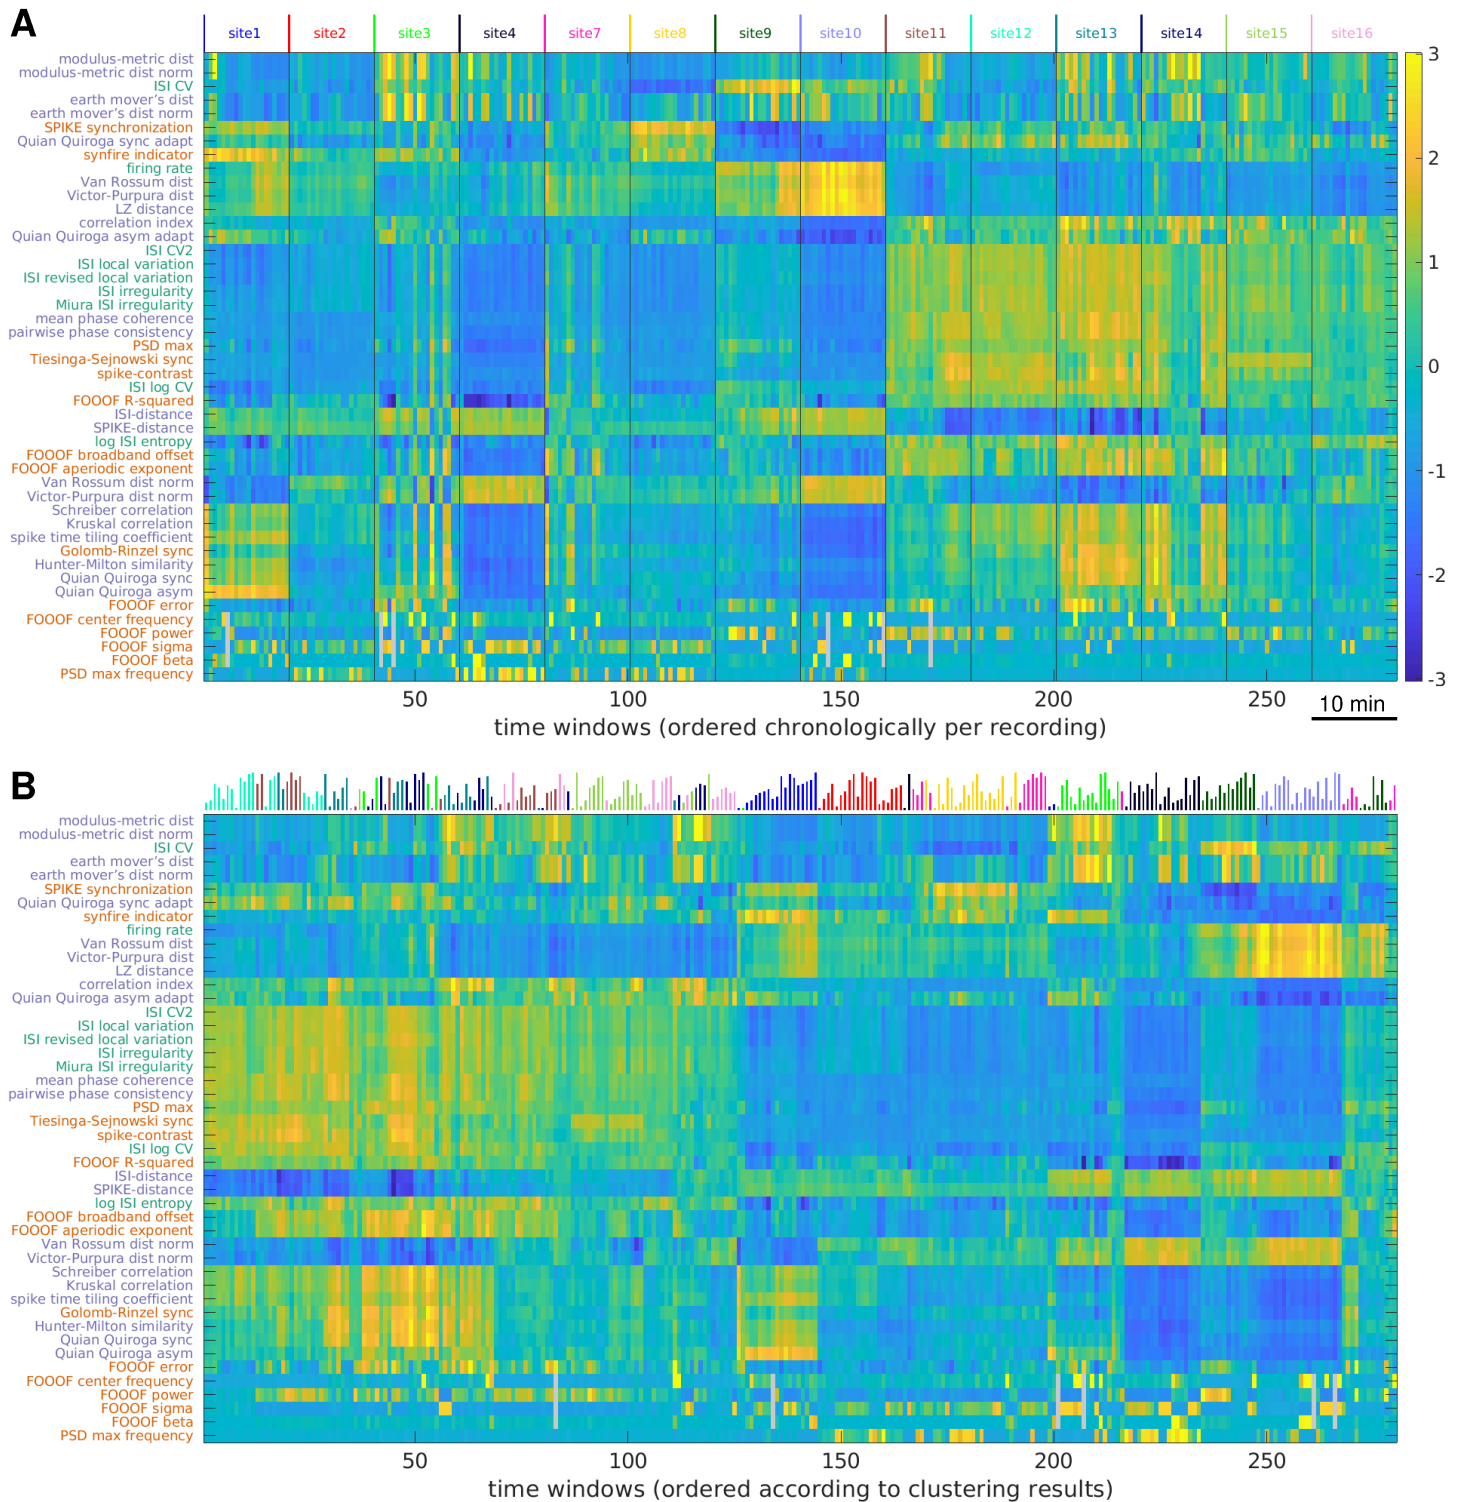 A
site1 site2 site3 site4 site7 site8 site9 site10 site11 site12 site13 site14 site15 site16
modulus-metric dist
modulus-metric dist norm
ISI CV
earth mover's dist
earth mover's dist norm
SPIKE synchronization
Quian Quiroga sync adapt
synfire indicator
firing rate
Van Rossum dist
Victor-Purpura dist
LZ distance
correlation index
Quian Quiroga asym adapt
ISI CV2
ISI local variation
ISI revised local variation
ISI irregularity
Miura ISI irregularity
mean phase coherence
pairwise phase consistency
PSD max
Tiesinga-Sejnowski sync
spike-contrast
ISI log CV
FOOOF R-squared
ISI-distance
SPIKE-distance
log ISI entropy
FOOOF broadband offset
FOOOF aperiodic exponent
Van Rossum dist norm
Victor-Purpura dist norm
Schreiber correlation
Kruskal correlation
spike time tiling coefficient
Golomb-Rinzel sync
Hunter-Milton similarity
Quian Quiroga sync
Quian Quiroga asym
FOOOF error
FOOOF center frequency
FOOOF power
FOOOF sigma
FOOOF beta
PSD max frequency
3
2
1
0
-1
-2
-3
50 100 150 200 250
10 min
time windows (ordered chronologically per recording)
B
modulus-metric dist
modulus-metric dist norm
ISI CV
earth mover's dist
earth mover's dist norm
SPIKE synchronization
Quian Quiroga sync adapt
synfire indicator
firing rate
Van Rossum dist
Victor-Purpura dist
LZ distance
correlation index
Quian Quiroga asym adapt
ISI CV2
ISI local variation
ISI revised local variation
ISI irregularity
Miura ISI irregularity
mean phase coherence
pairwise phase consistency
PSD max
Tiesinga-Sejnowski sync
spike-contrast
ISI log CV
FOOOF R-squared
ISI-distance
SPIKE-distance
log ISI entropy
FOOOF broadband offset
FOOOF aperiodic exponent
Van Rossum dist norm
Victor-Purpura dist norm
Schreiber correlation
Kruskal correlation
spike time tiling coefficient
Golomb-Rinzel sync
Hunter-Milton similarity
Quian Quiroga sync
Quian Quiroga asym
FOOOF error
FOOOF center frequency
FOOOF power
FOOOF sigma
FOOOF beta
PSD max frequency
50 100 150 200 250
time windows (ordered according to clustering results)